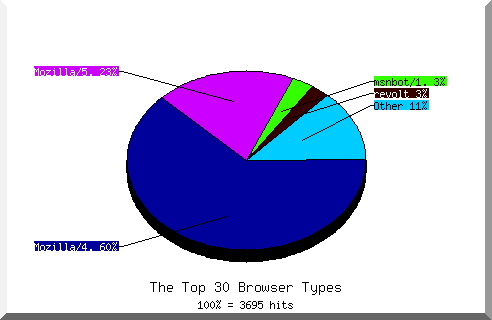 Mozilla/5. 23%
msnbot/1. 3%
revolt 3%
Other 11%
Mozilla/4. 60%
The Top 30 Browser Types
100% = 3695 hits